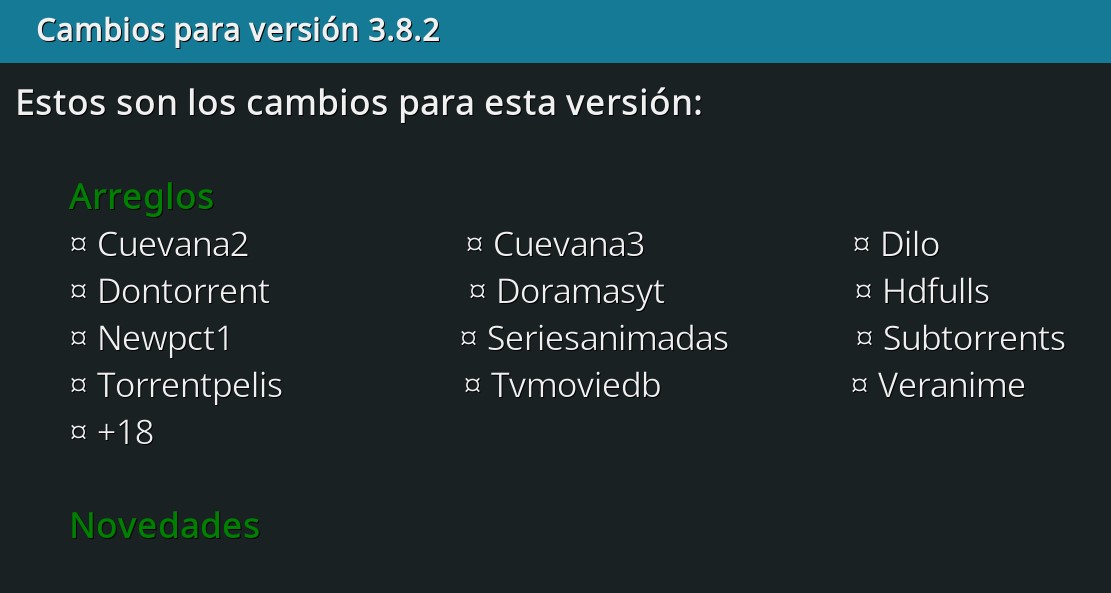 Cambios para versión 3.8.2
Estos son los cambios para esta versión:
Arreglos
¤ Cuevana2 ¤ Cuevana3 ¤ Dilo
¤ Dontorrent ¤ Doramasyt ¤ Hdfulls
¤ Newpct1 ¤ Seriesanimadas ¤ Subtorrents
¤ Torrentpelis ¤ Tvmoviedb ¤ Veranime
¤ +18
Novedades